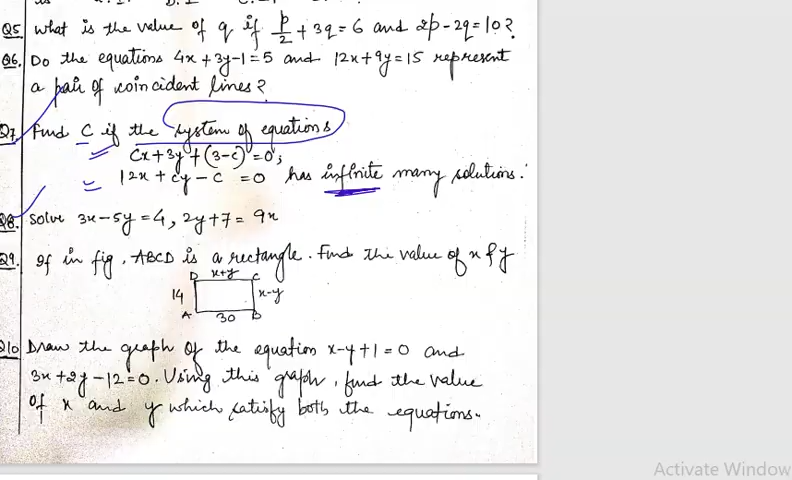 Q5 what is the value of q if p/2 + 3q = 6 and 2p - 2q = 10?
Q6. Do the equations 4x + 3y - 1 = 5 and 12x + 9y = 15 represent
a pair of coincident lines?
Q7 Find C if the system of equations
Cx + 3y + (3-c) = 0;
12x + cy - c = 0 has infinite many solutions.
Q8. Solve 3x - 5y = 4, 2y + 7 = 9x
Q9. If in fig, ABCD is a rectangle. Find the value of x & y
D x+y C
14 x-y
A 30 B
Q10 Draw the graph of the equation x - y + 1 = 0 and
3x + 2y - 12 = 0. Using this graph, find the value
of x and y which satisfy both the equations.
Activate Window